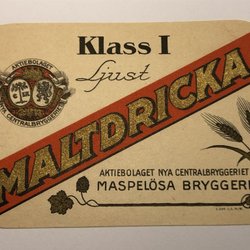 Klass I
Ljust
AKTIEBOLAGET
NYA CENTRALBRYGGERIET
MALTDRICKA
AKTIEBOLAGET NYA CENTRALBRYGGERIET
MASPELÖSA BRYGGERI